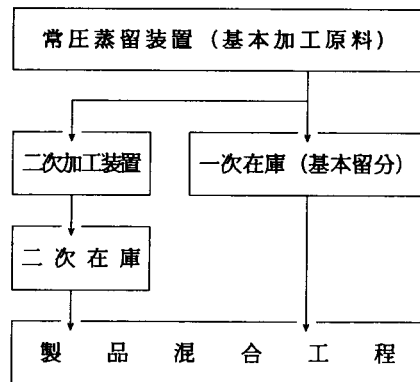 常圧蒸留装置(基本加工原料)
二次加工装置
一次在庫(基本留分)
二次在庫
製品混合工程